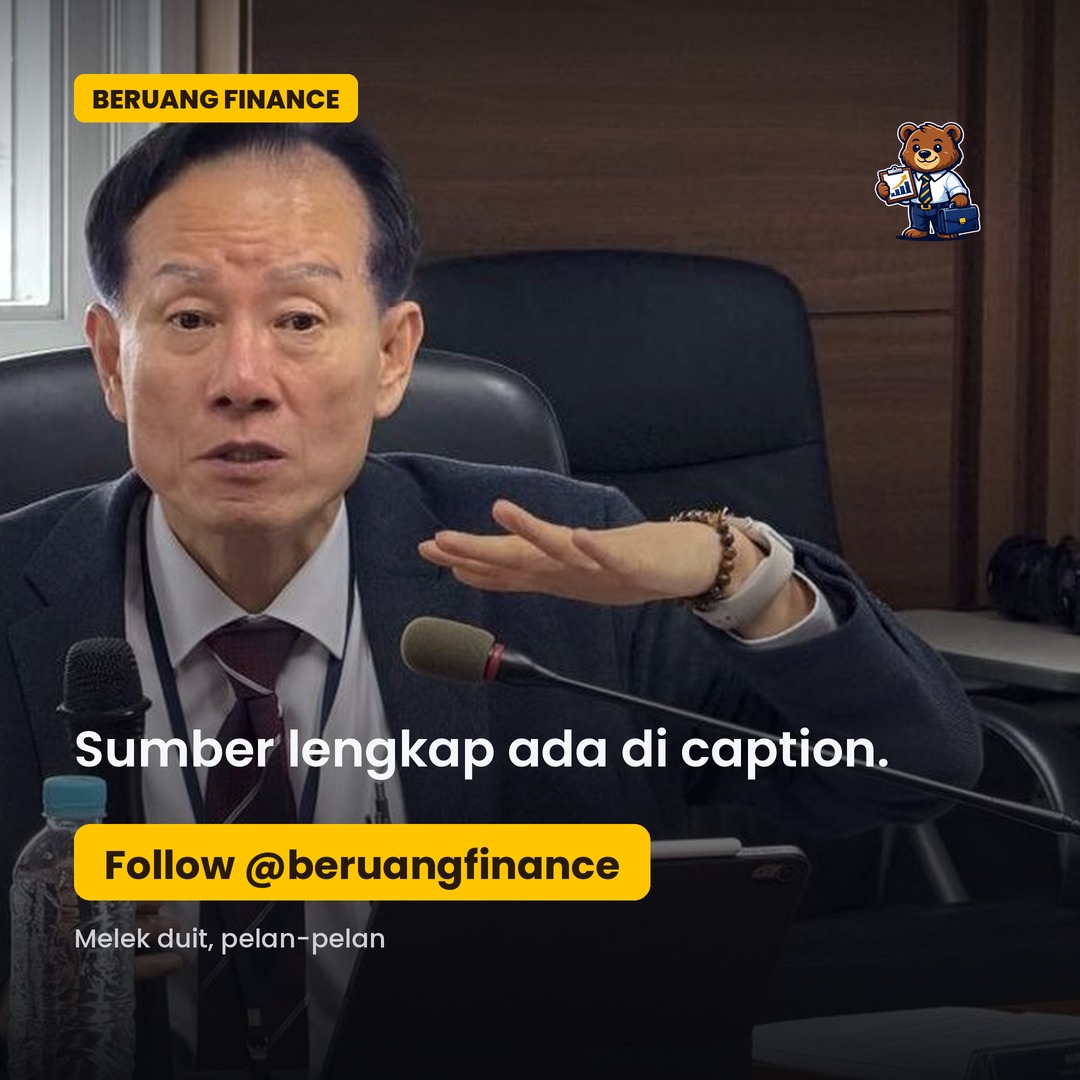 BERUANG FINANCE
Sumber lengkap ada di caption.
Follow @beruangfinance
Melek duit, pelan-pelan